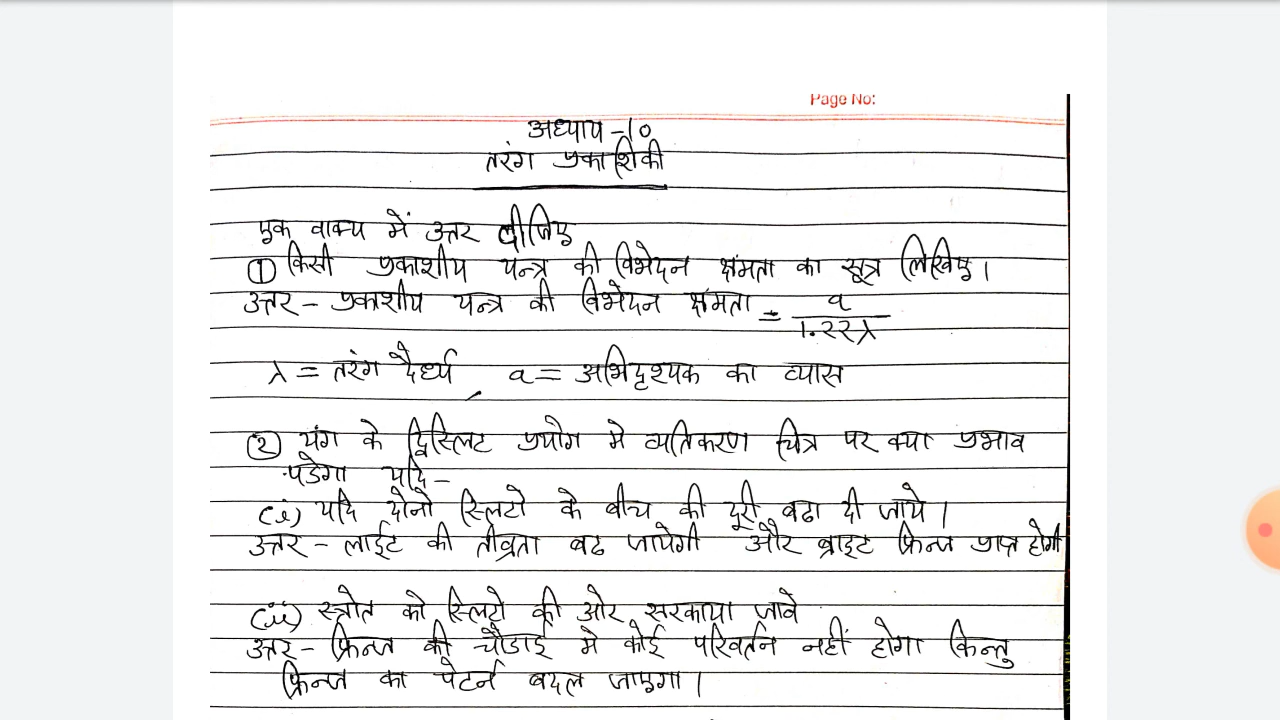 Page No:
अध्याय -10
तरंग प्रकाशिकी
एक वाक्य में उत्तर दीजिए
① किसी प्रकाशीय यन्त्र की विभेदन क्षमता का सूत्र लिखिए।
उत्तर - प्रकाशीय यन्त्र की विभेदन क्षमता = a / 1.22λ
λ = तरंग दैर्ध्य , a = अभिदृश्यक का व्यास
② यंग के द्विस्लिट प्रयोग मे व्यतिकरण चित्र पर क्या प्रभाव
पडेगा यदि -
(i) यदि दोनो स्लिटो के बीच की दूरी बढा दी जाये।
उत्तर - लाईट की तीव्रता बढ जायेगी और ब्राइट फ्रिन्ज प्राप्त होगी
(ii) स्त्रोत को स्लिटो की ओर सरकाया जावे
उत्तर - फ्रिन्ज की चौडाई मे कोई परिवर्तन नहीं होगा किन्तु
फ्रिन्ज का पेटर्न बदल जाएगा।